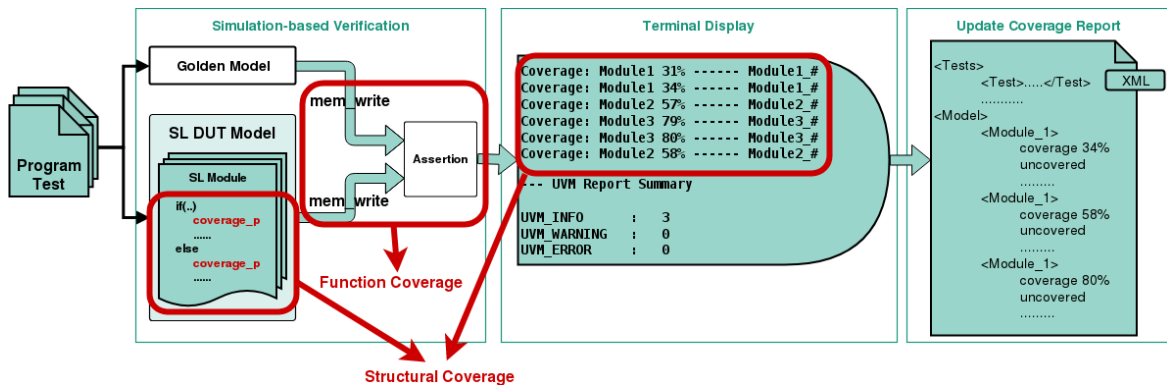 Simulation-based Verification
Golden Model
Program
Test
SL DUT Model
SL Module
if(..)
coverage_p
......
else
coverage_p
......
mem_write
mem_write
Assertion
Function Coverage
Structural Coverage
Terminal Display
Coverage: Module1 31% ------ Module1_#
Coverage: Module1 34% ------ Module1_#
Coverage: Module2 57% ------ Module2_#
Coverage: Module3 79% ------ Module3_#
Coverage: Module3 80% ------ Module3_#
Coverage: Module2 58% ------ Module2_#
--- UVM Report Summary
UVM_INFO : 3
UVM_WARNING : 0
UVM_ERROR : 0
Update Coverage Report
XML
<Tests>
<Test>.....</Test>
............
<Model>
<Module_1>
coverage 34%
uncovered
.........
<Module_1>
coverage 58%
uncovered
.........
<Module_1>
coverage 80%
uncovered
.........